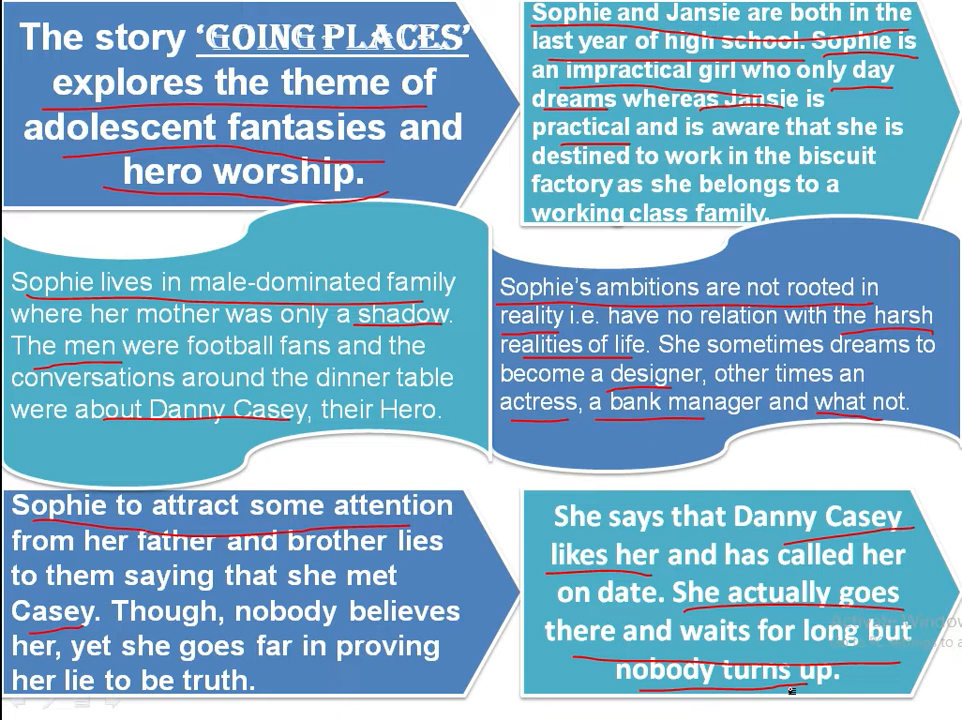 The story ‘GOING PLACES’
explores the theme of
adolescent fantasies and
hero worship.
Sophie and Jansie are both in the
last year of high school. Sophie is
an impractical girl who only day
dreams whereas Jansie is
practical and is aware that she is
destined to work in the biscuit
factory as she belongs to a
working class family.
Sophie lives in male-dominated family
where her mother was only a shadow.
The men were football fans and the
conversations around the dinner table
were about Danny Casey, their Hero.
Sophie’s ambitions are not rooted in
reality i.e. have no relation with the harsh
realities of life. She sometimes dreams to
become a designer, other times an
actress, a bank manager and what not.
Sophie to attract some attention
from her father and brother lies
to them saying that she met
Casey. Though, nobody believes
her, yet she goes far in proving
her lie to be truth.
She says that Danny Casey
likes her and has called her
on date. She actually goes
there and waits for long but
nobody turns up.
Activate Window